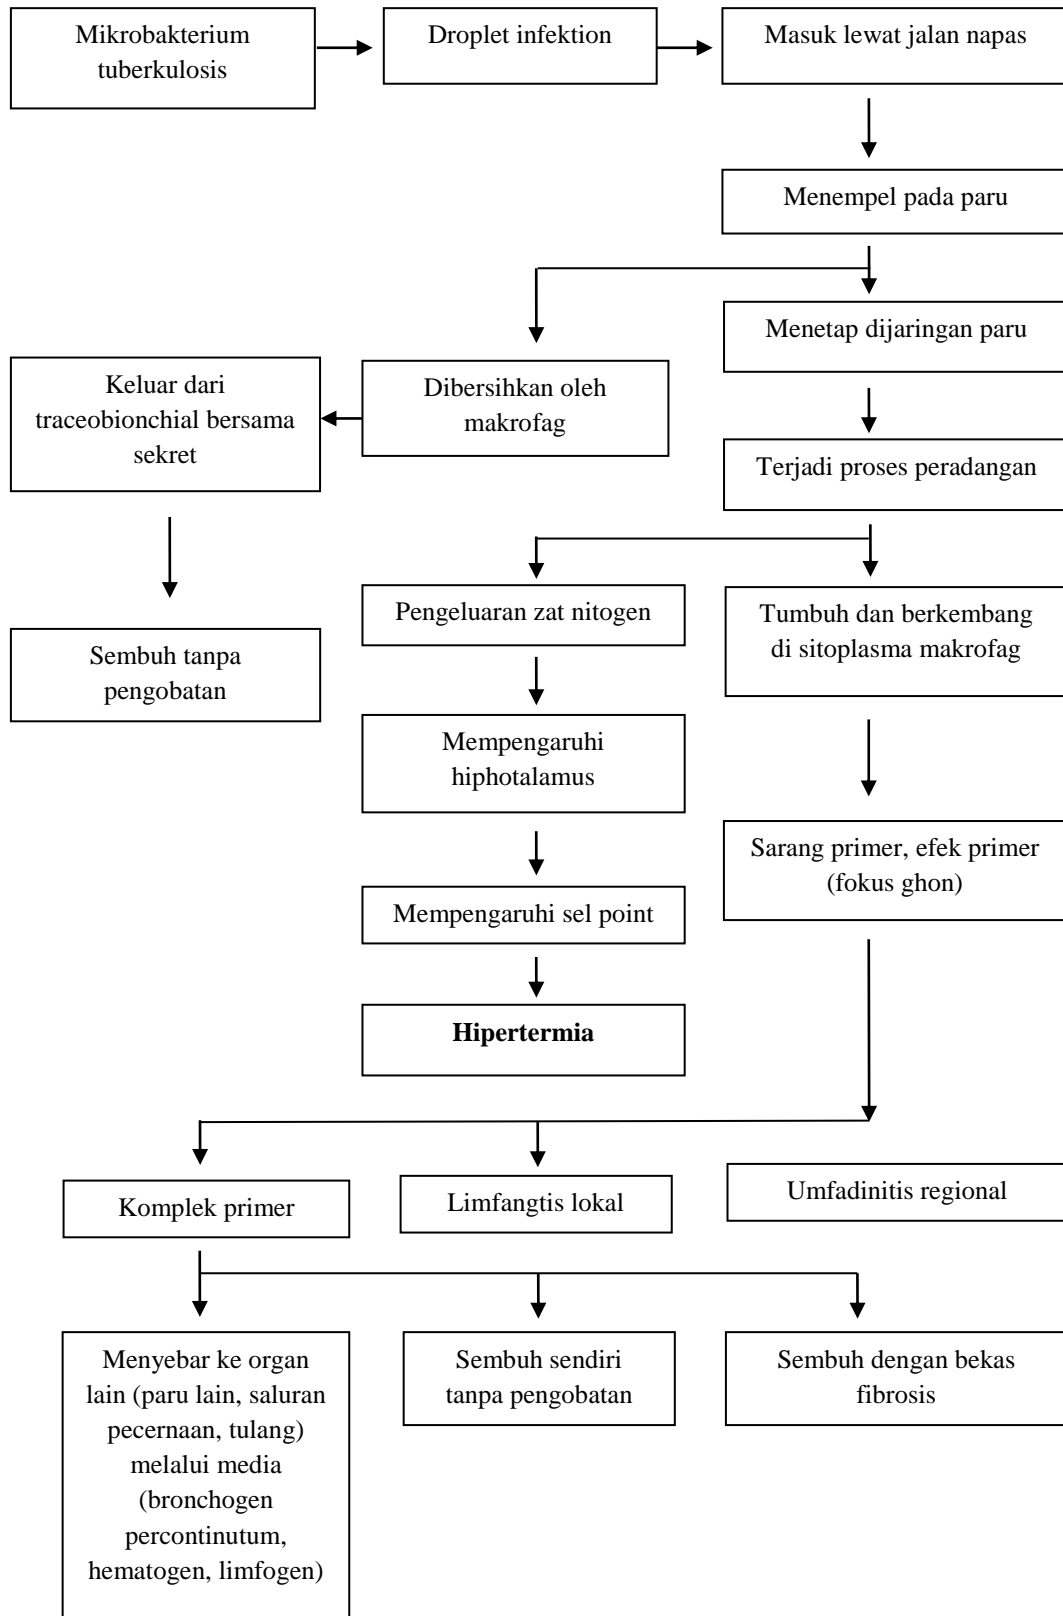 Mikrobakterium
tuberkulosis
Droplet infektion
Masuk lewat jalan napas
Menempel pada paru
Menetap dijaringan paru
Keluar dari
traceobionchial bersama
sekret
Dibersihkan oleh
makrofag
Terjadi proses peradangan
Pengeluaran zat nitogen
Tumbuh dan berkembang
di sitoplasma makrofag
Sembuh tanpa
pengobatan
Mempengaruhi
hiphotalamus
Sarang primer, efek primer
(fokus ghon)
Mempengaruhi sel point
Hipertermia
Komplek primer
Limfangtis lokal
Umfadinitis regional
Menyebar ke organ
lain (paru lain, saluran
pecernaan, tulang)
melalui media
(bronchogen
percontinutum,
hematogen, limfogen)
Sembuh sendiri
tanpa pengobatan
Sembuh dengan bekas
fibrosis